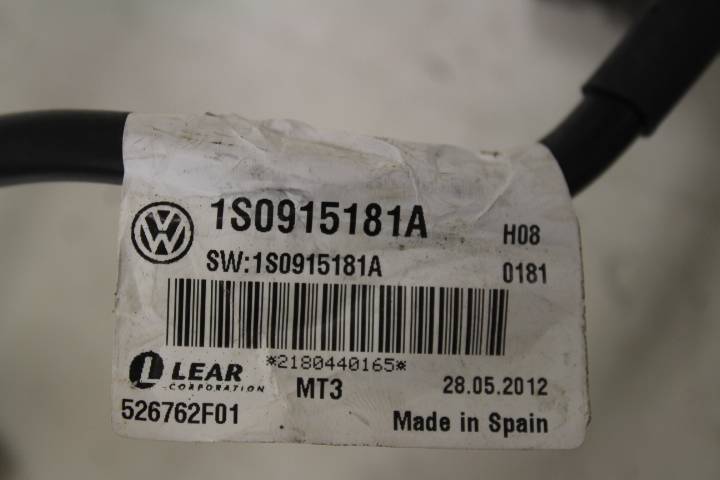 1S0915181A
H08
SW:1S0915181A
0181
*2180440165*
LEAR
CORPORATION
MT3
28.05.2012
526762F01
Made in Spain